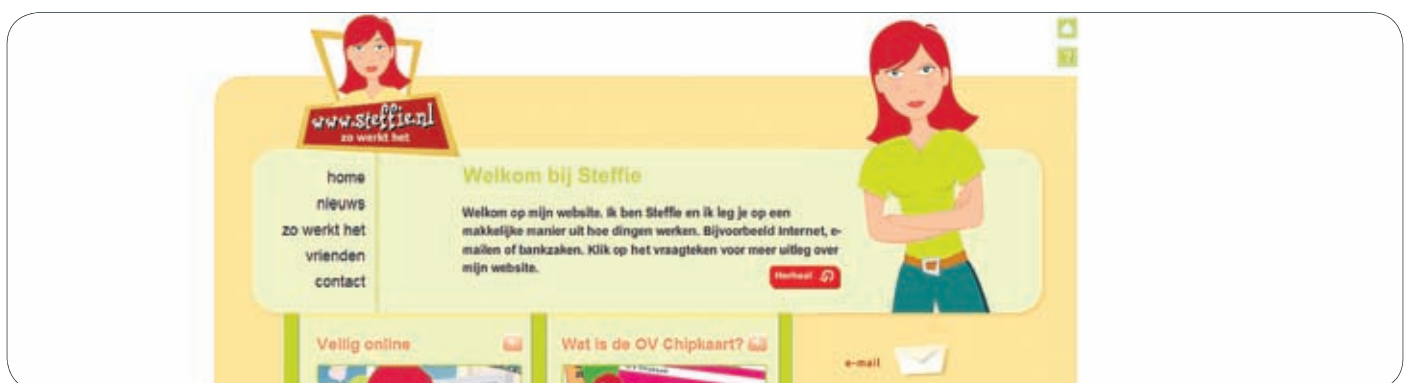 www.steffie.nl
zo werkt het
?
home
nieuws
zo werkt het
vrienden
contact
Welkom bij Steffie
Welkom op mijn website. Ik ben Steffie en ik leg je op een
makkelijke manier uit hoe dingen werken. Bijvoorbeeld Internet, e-
mailen of bankzaken. Klik op het vraagteken voor meer uitleg over
mijn website.
Herhaal
Veilig online
Wat is de OV Chipkaart?
e-mail